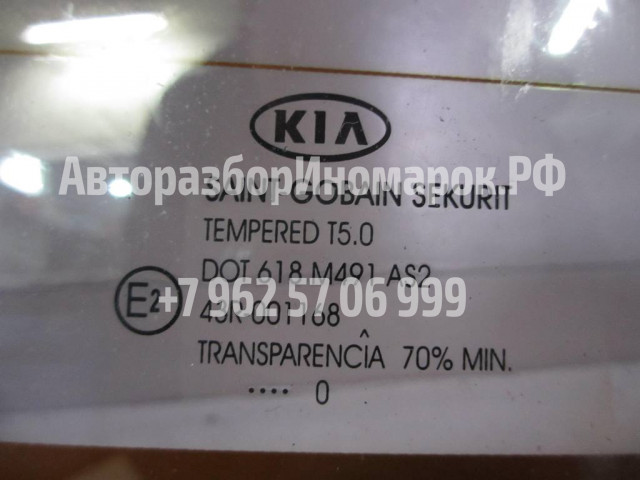 KIA
АвторазборИномарок.РФ
SAINT-GOBAIN SEKURIT
TEMPERED T5.0
DOT 618 M491 AS2
E2
+7 962 57 06 999
43R 001168
TRANSPARENCIÂ 70% MIN.
.... 0